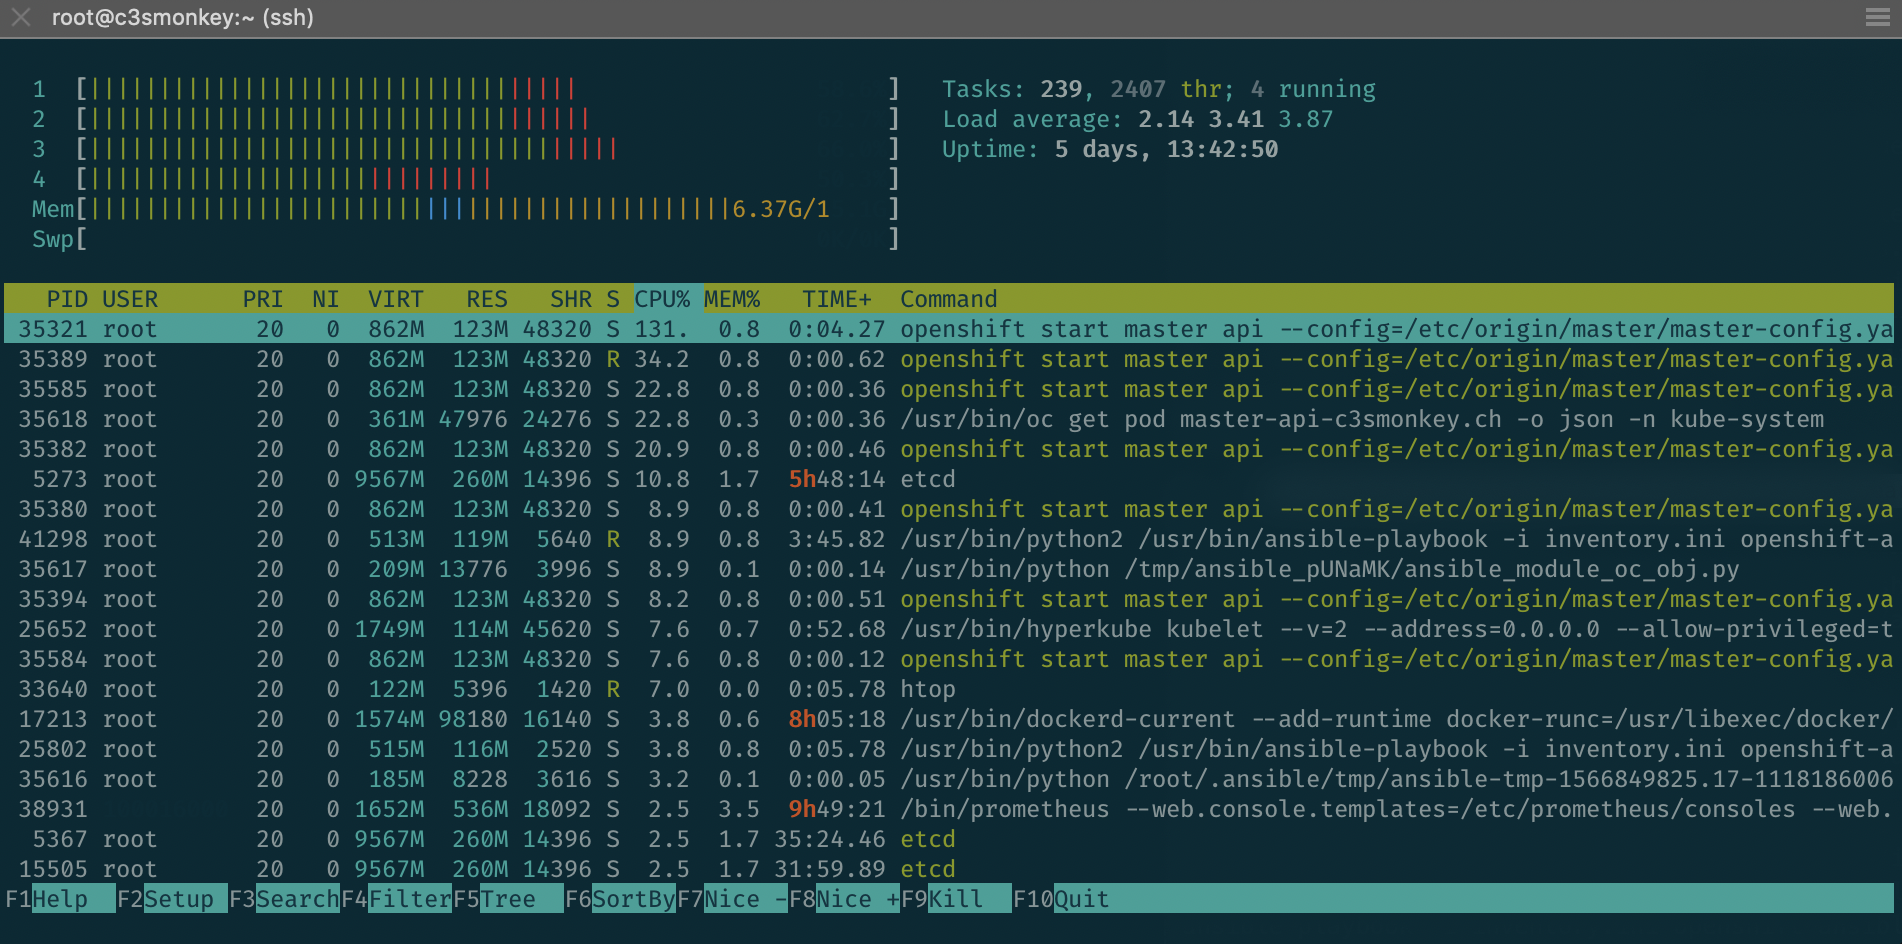 root@c3smonkey:~ (ssh)
1 [||||||||||||||||||||||||||||||||||| ] Tasks: 239, 2407 thr; 4 running
2 [|||||||||||||||||||||||||||||||||||| ] Load average: 2.14 3.41 3.87
3 [|||||||||||||||||||||||||||||||||||||| ] Uptime: 5 days, 13:42:50
4 [||||||||||||||||||||||||||||| ]
Mem[||||||||||||||||||||||||||||||||||||||||||||||6.37G/1 ]
Swp[ ]
PID USER PRI NI VIRT RES SHR S CPU% MEM% TIME+ Command
35321 root 20 0 862M 123M 48320 S 131. 0.8 0:04.27 openshift start master api --config=/etc/origin/master/master-config.ya
35389 root 20 0 862M 123M 48320 R 34.2 0.8 0:00.62 openshift start master api --config=/etc/origin/master/master-config.ya
35585 root 20 0 862M 123M 48320 S 22.8 0.8 0:00.36 openshift start master api --config=/etc/origin/master/master-config.ya
35618 root 20 0 361M 47976 24276 S 22.8 0.3 0:00.36 /usr/bin/oc get pod master-api-c3smonkey.ch -o json -n kube-system
35382 root 20 0 862M 123M 48320 S 20.9 0.8 0:00.46 openshift start master api --config=/etc/origin/master/master-config.ya
5273 root 20 0 9567M 260M 14396 S 10.8 1.7 5h48:14 etcd
35380 root 20 0 862M 123M 48320 S 8.9 0.8 0:00.41 openshift start master api --config=/etc/origin/master/master-config.ya
41298 root 20 0 513M 119M 5640 R 8.9 0.8 3:45.82 /usr/bin/python2 /usr/bin/ansible-playbook -i inventory.ini openshift-a
35617 root 20 0 209M 13776 3996 S 8.9 0.1 0:00.14 /usr/bin/python /tmp/ansible_pUNaMK/ansible_module_oc_obj.py
35394 root 20 0 862M 123M 48320 S 8.2 0.8 0:00.51 openshift start master api --config=/etc/origin/master/master-config.ya
25652 root 20 0 1749M 114M 45620 S 7.6 0.7 0:52.68 /usr/bin/hyperkube kubelet --v=2 --address=0.0.0.0 --allow-privileged=t
35584 root 20 0 862M 123M 48320 S 7.6 0.8 0:00.12 openshift start master api --config=/etc/origin/master/master-config.ya
33640 root 20 0 122M 5396 1420 R 7.0 0.0 0:05.78 htop
17213 root 20 0 1574M 98180 16140 S 3.8 0.6 8h05:18 /usr/bin/dockerd-current --add-runtime docker-runc=/usr/libexec/docker/
25802 root 20 0 515M 116M 2520 S 3.8 0.8 0:05.78 /usr/bin/python2 /usr/bin/ansible-playbook -i inventory.ini openshift-a
35616 root 20 0 185M 8228 3616 S 3.2 0.1 0:00.05 /usr/bin/python /root/.ansible/tmp/ansible-tmp-1566849825.17-1118186006
38931 20 0 1652M 536M 18092 S 2.5 3.5 9h49:21 /bin/prometheus --web.console.templates=/etc/prometheus/consoles --web.
5367 root 20 0 9567M 260M 14396 S 2.5 1.7 35:24.46 etcd
15505 root 20 0 9567M 260M 14396 S 2.5 1.7 31:59.89 etcd
F1Help F2Setup F3SearchF4FilterF5Tree F6SortByF7Nice -F8Nice +F9Kill F10Quit